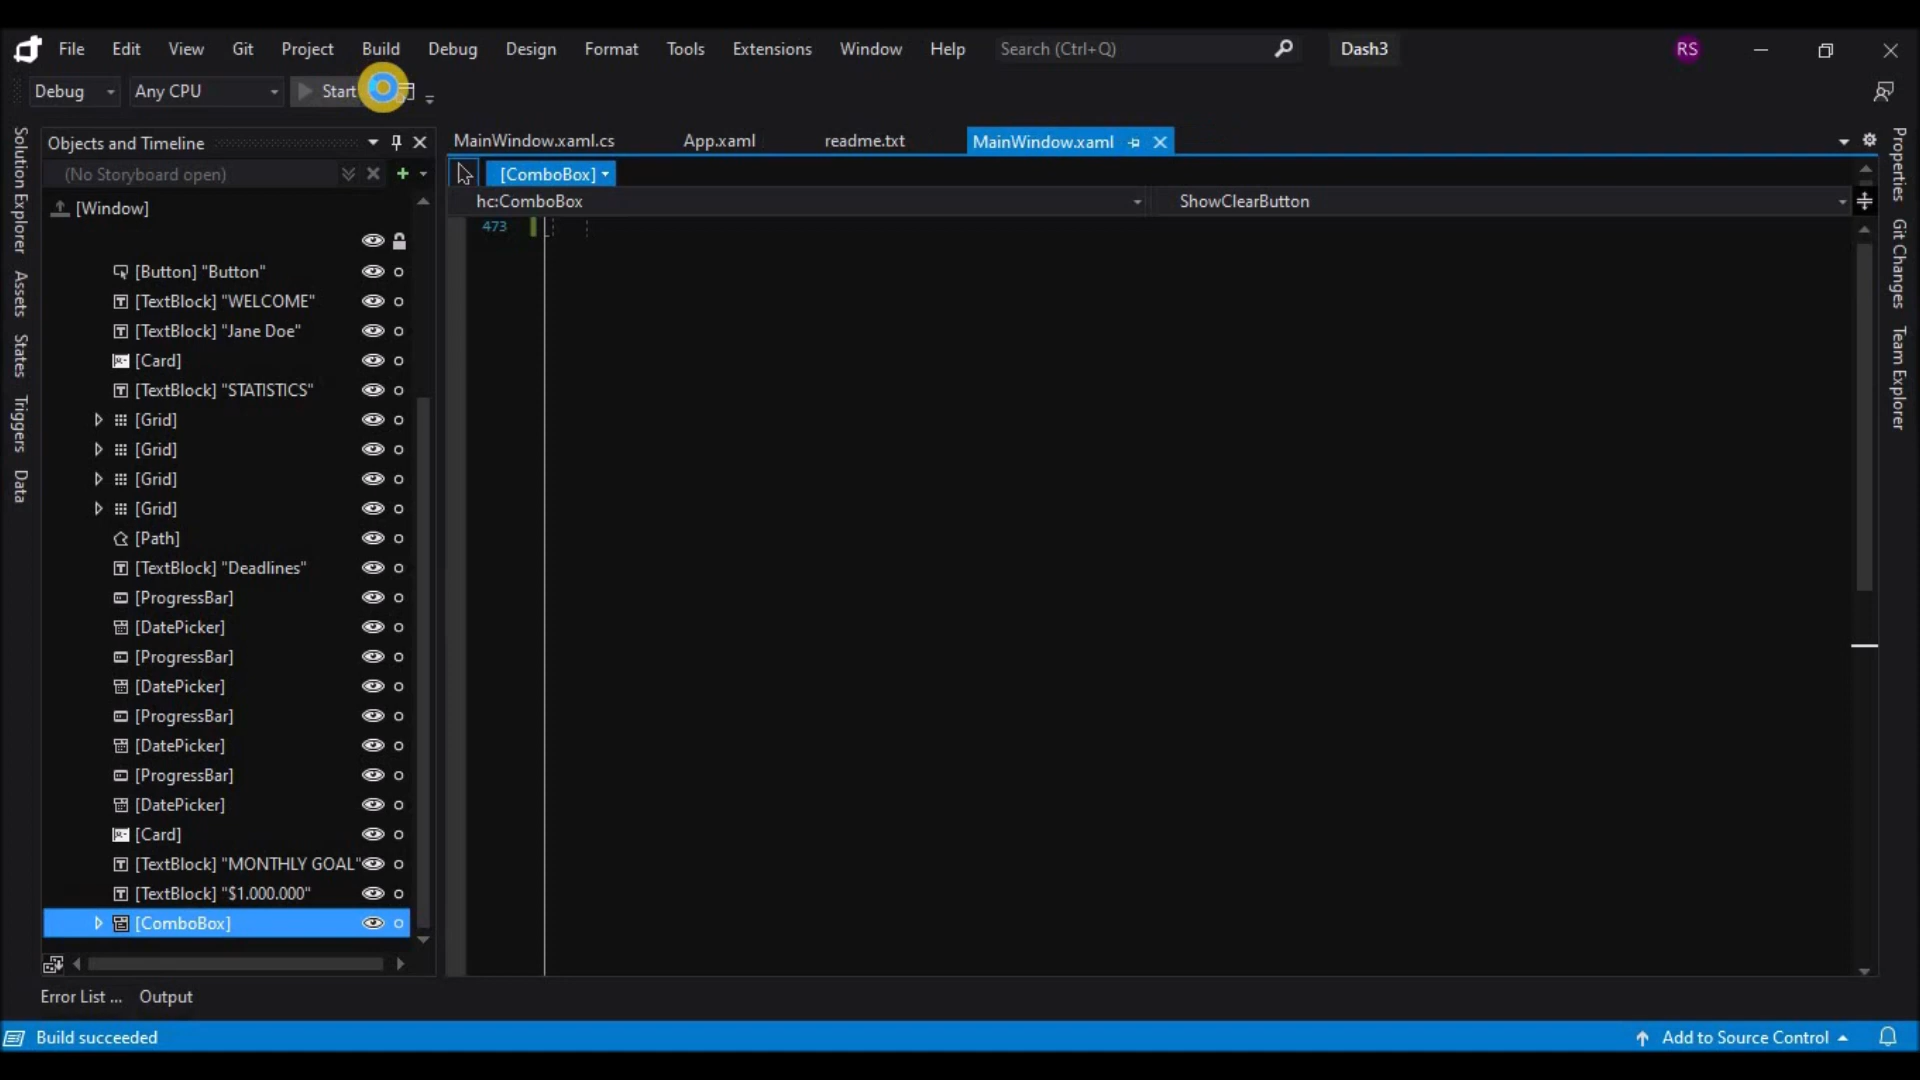 File Edit View Git Project Build Debug Design Format Tools Extensions Window Help Search (Ctrl+Q) Dash3 RS
Debug Any CPU Start
Solution Explorer
Assets
States
Triggers
Data
Objects and Timeline
(No Storyboard open)
[Window]
[Button] "Button"
[TextBlock] "WELCOME"
[TextBlock] "Jane Doe"
[Card]
[TextBlock] "STATISTICS"
[Grid]
[Grid]
[Grid]
[Grid]
[Path]
[TextBlock] "Deadlines"
[ProgressBar]
[DatePicker]
[ProgressBar]
[DatePicker]
[ProgressBar]
[DatePicker]
[ProgressBar]
[DatePicker]
[Card]
[TextBlock] "MONTHLY GOAL"
[TextBlock] "$1.000.000"
[ComboBox]
MainWindow.xaml.cs App.xaml readme.txt MainWindow.xaml
[ComboBox]
hc:ComboBox ShowClearButton
473
Properties
Git Changes
Team Explorer
Error List ... Output
Build succeeded Add to Source Control